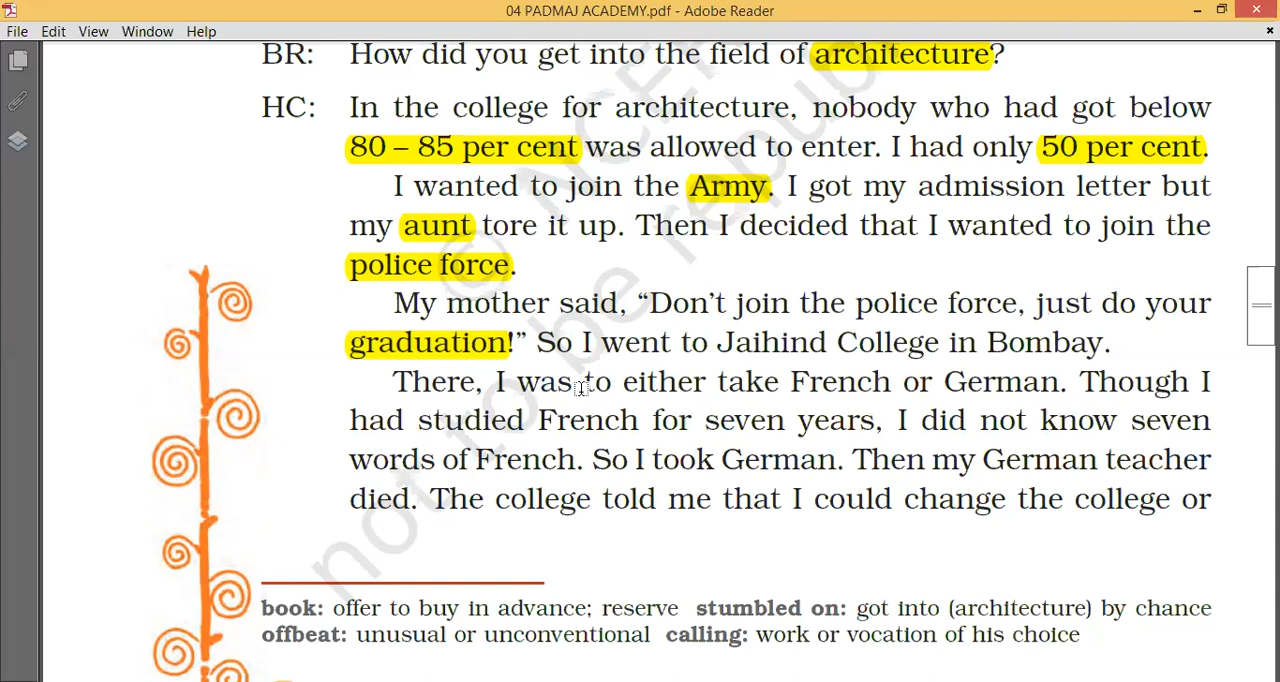 04 PADMAJ ACADEMY.pdf - Adobe Reader
File Edit View Window Help
BR: How did you get into the field of architecture?
HC: In the college for architecture, nobody who had got below
80 – 85 per cent was allowed to enter. I had only 50 per cent.
I wanted to join the Army. I got my admission letter but
my aunt tore it up. Then I decided that I wanted to join the
police force.
My mother said, “Don’t join the police force, just do your
graduation!” So I went to Jaihind College in Bombay.
There, I was to either take French or German. Though I
had studied French for seven years, I did not know seven
words of French. So I took German. Then my German teacher
died. The college told me that I could change the college or
book: offer to buy in advance; reserve stumbled on: got into (architecture) by chance
offbeat: unusual or unconventional calling: work or vocation of his choice
© NCERT
not to be republ